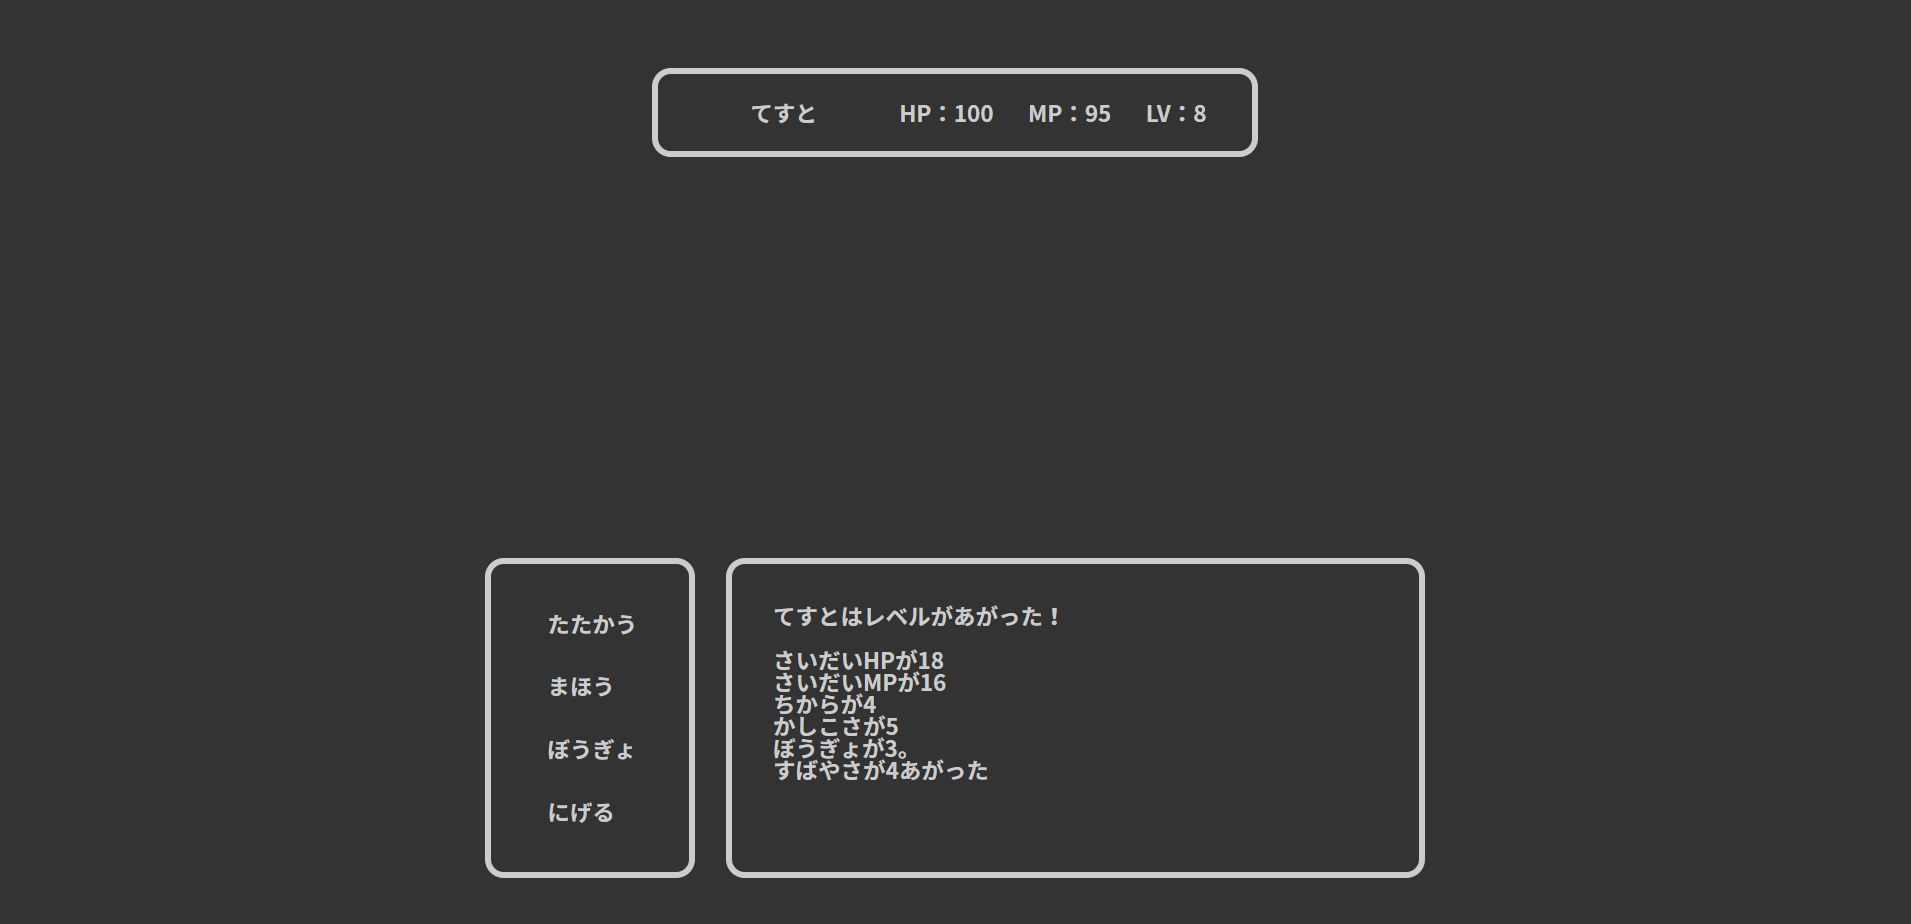 てすと HP：100 MP：95 LV：8
たたかう
まほう
ぼうぎょ
にげる
てすとはレベルがあがった！
さいだいHPが18
さいだいMPが16
ちからが4
かしこさが5
ぼうぎょが3。
すばやさが4あがった